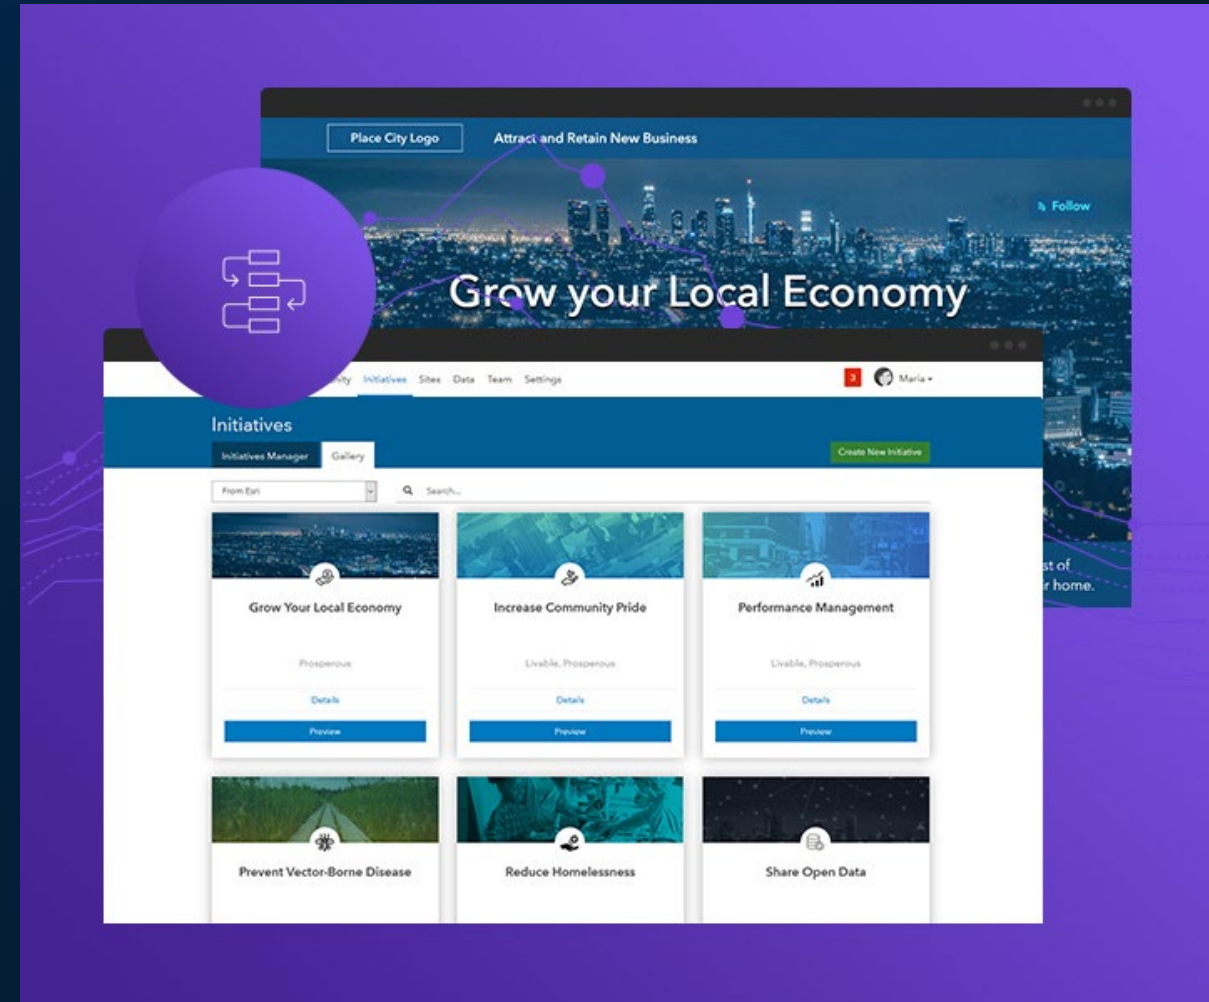 Place City Logo
Attract and Retain New Business
Follow
Grow your Local Economy
Initiatives Sites Data Team Settings
3
Maria
Initiatives
Initiatives Manager
Gallery
Create New Initiative
From Esri
Search...
Grow Your Local Economy
Increase Community Pride
Performance Management
Prosperous
Livable, Prosperous
Livable, Prosperous
Details
Details
Details
Preview
Preview
Preview
Prevent Vector-Borne Disease
Reduce Homelessness
Share Open Data
of
home.